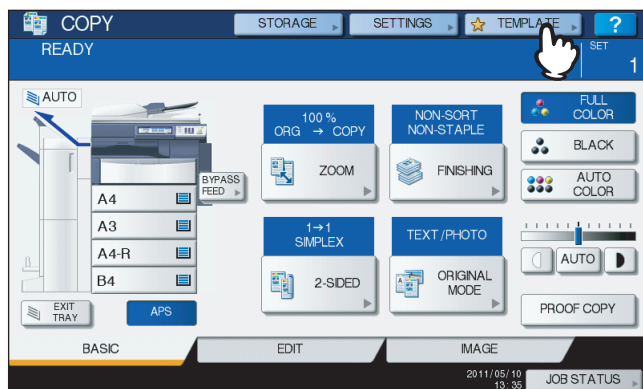 COPY
STORAGE
SETTINGS
TEMPLATE
?
READY
SET
1
AUTO
100 %
ORG → COPY
NON-SORT
NON-STAPLE
FULL
COLOR
ZOOM
FINISHING
BLACK
BYPASS
FEED
AUTO
COLOR
A4
A3
A4-R
B4
1→1
SIMPLEX
TEXT/PHOTO
2-SIDED
ORIGINAL
MODE
AUTO
EXIT
TRAY
APS
PROOF COPY
BASIC
EDIT
IMAGE
2011/05/10
13:35
JOB STATUS